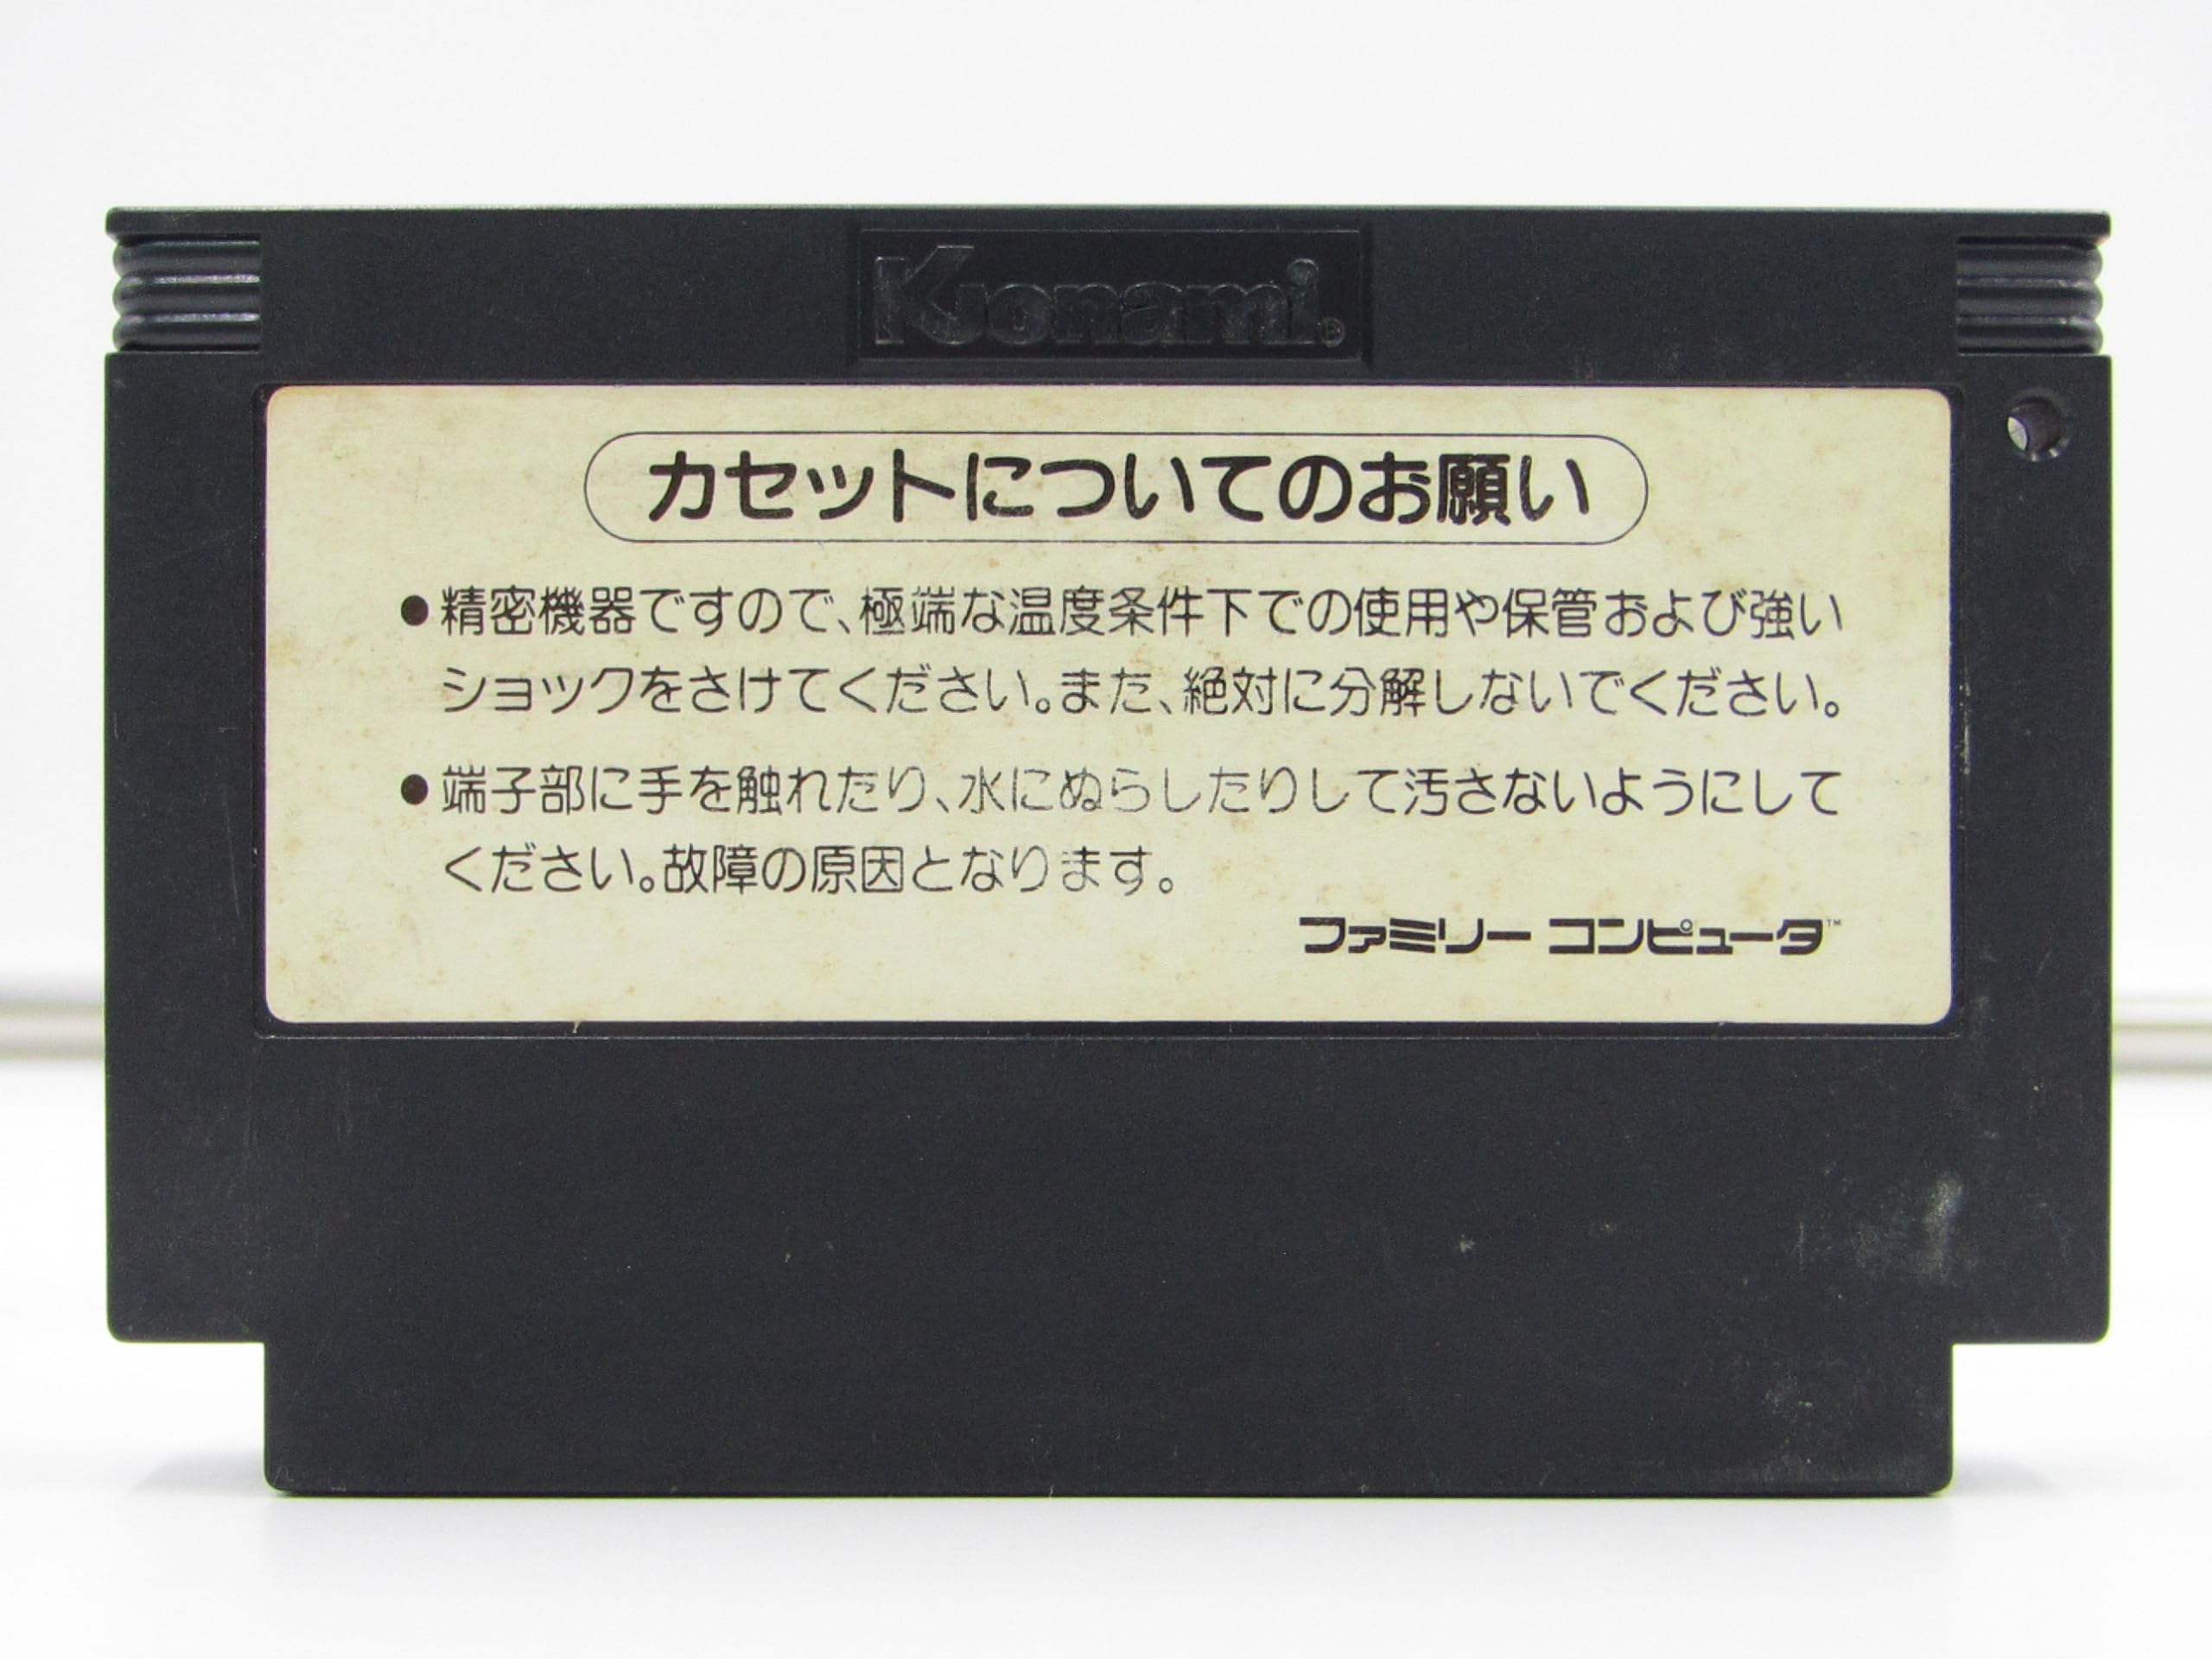 Konami®
カセットについてのお願い
●精密機器ですので、極端な温度条件下での使用や保管および強い
ショックをさけてください。また、絶対に分解しないでください。
●端子部に手を触れたり、水にぬらしたりして汚さないようにして
ください。故障の原因となります。
ファミリー コンピュータ™